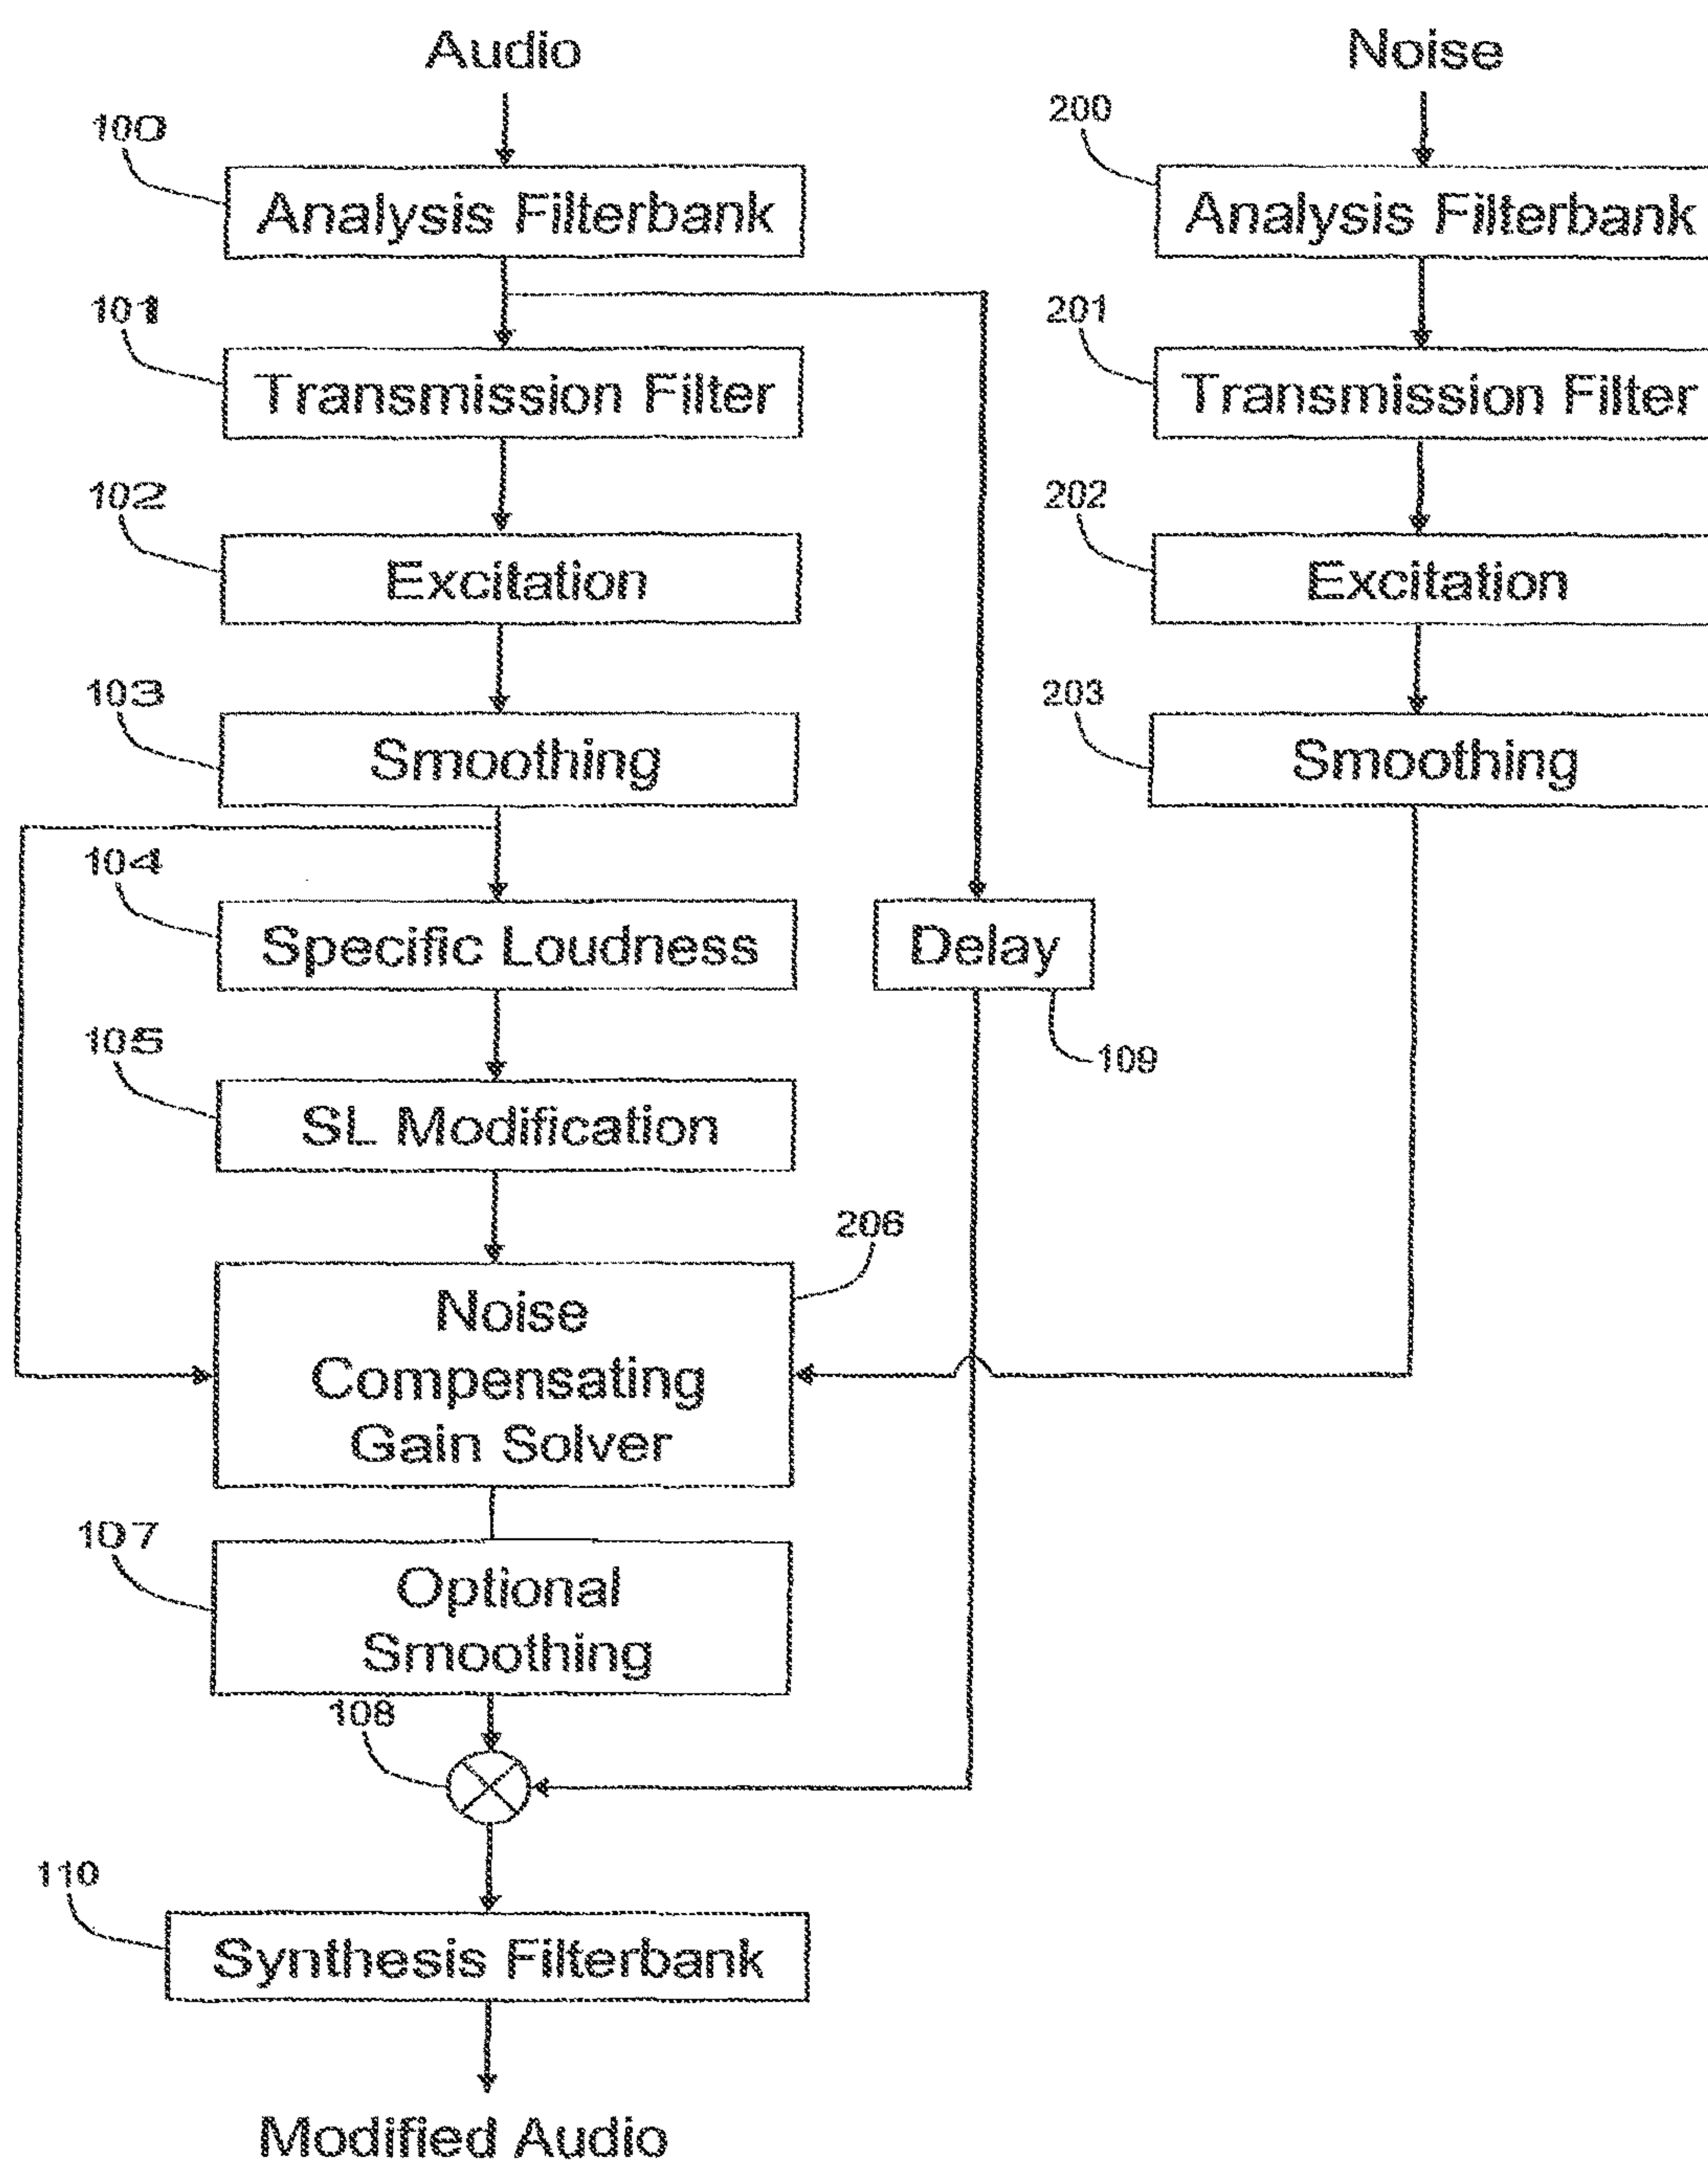 Audio
Noise
100
200
Analysis Filterbank
Analysis Filterbank
101
201
Transmission Filter
Transmission Filter
102
202
Excitation
Excitation
103
203
Smoothing
Smoothing
104
Specific Loudness
Delay
105
109
SL Modification
206
Noise
Compensating
Gain Solver
107
Optional
Smoothing
108
110
Synthesis Filterbank
Modified Audio